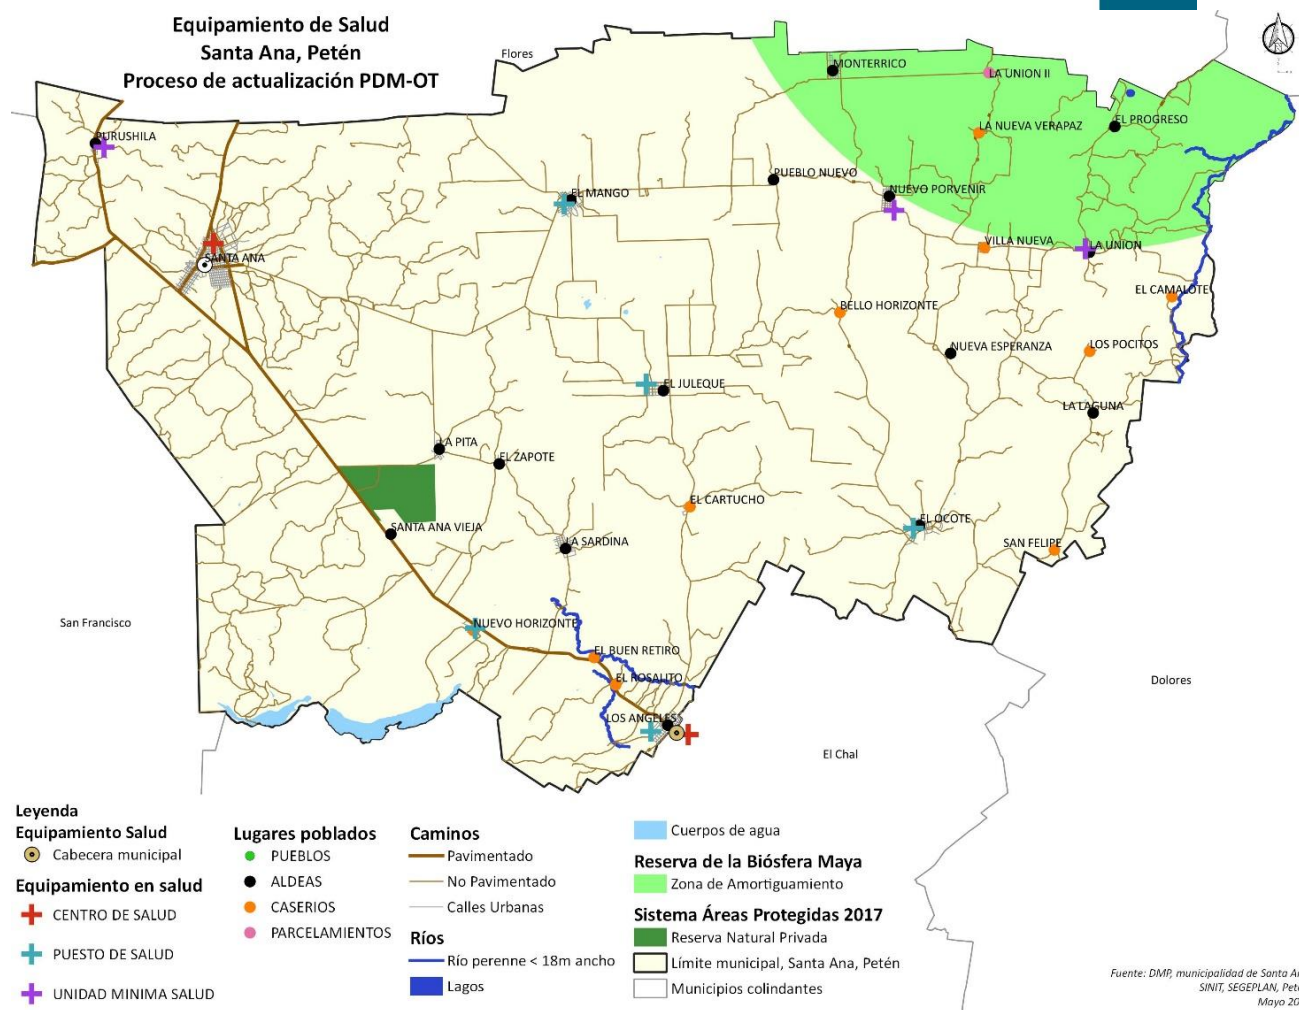 Equipamiento de Salud
Santa Ana, Petén
Proceso de actualización PDM-OT
Flores
MONTERRICO
LA UNION II
EL PROGRESO
LA NUEVA VERAPAZ
PURUSHILA
PUEBLO NUEVO
EL MANGO
NUEVO PORVENIR
VILLA NUEVA
LA UNION
SANTA ANA
EL CAMALOTE
BELLO HORIZONTE
NUEVA ESPERANZA
LOS POCITOS
EL JULEQUE
LA LAGUNA
LA PITA
EL ZAPOTE
EL CARTUCHO
EL OCOTE
SANTA ANA VIEJA
LA SARDINA
SAN FELIPE
San Francisco
NUEVO HORIZONTE
EL BUEN RETIRO
EL ROSALITO
Dolores
LOS ANGELES
El Chal
Leyenda
Equipamiento Salud
Cabecera municipal
Equipamiento en salud
CENTRO DE SALUD
PUESTO DE SALUD
UNIDAD MINIMA SALUD
Lugares poblados
PUEBLOS
ALDEAS
CASERIOS
PARCELAMIENTOS
Caminos
Pavimentado
No Pavimentado
Calles Urbanas
Ríos
Río perenne < 18m ancho
Lagos
Cuerpos de agua
Reserva de la Biósfera Maya
Zona de Amortiguamiento
Sistema Áreas Protegidas 2017
Reserva Natural Privada
Límite municipal, Santa Ana, Petén
Municipios colindantes
Fuente: DMP, municipalidad de Santa
SINIT, SEGEPLAN,
Mayo